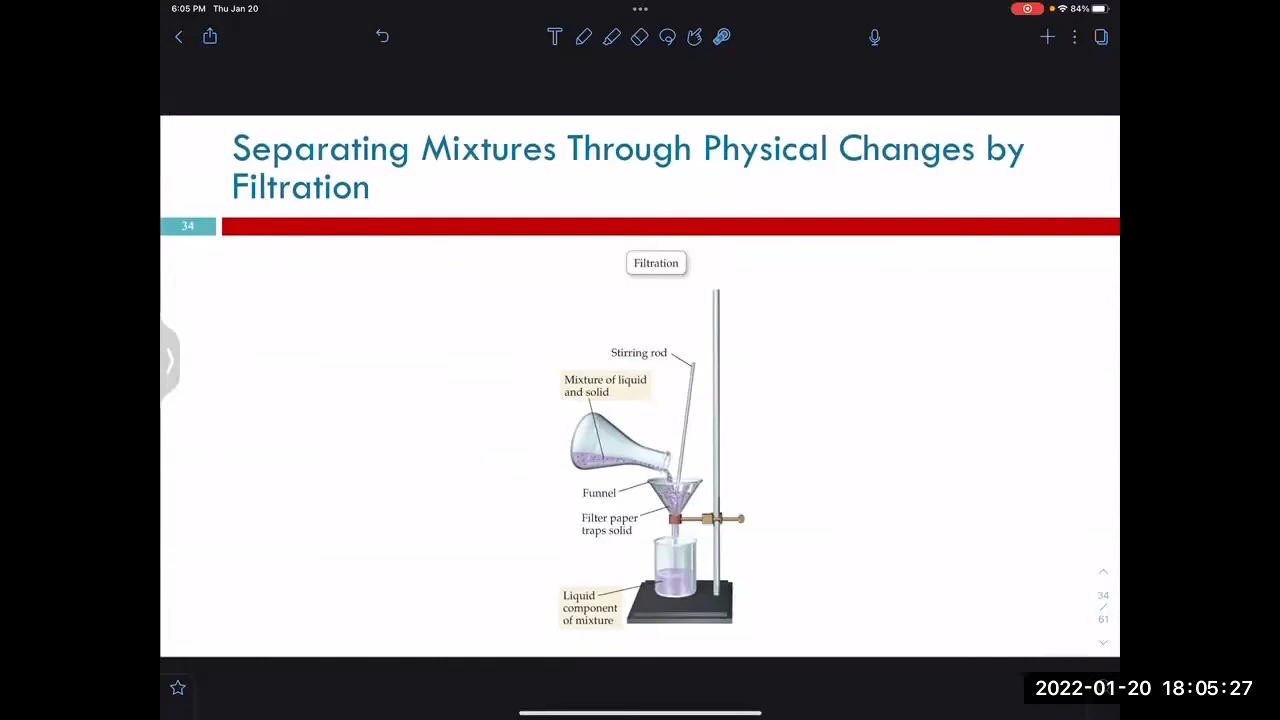 6:05 PM Thu Jan 20
84%
Separating Mixtures Through Physical Changes by
Filtration
34
Filtration
Stirring rod
Mixture of liquid
and solid
Funnel
Filter paper
traps solid
Liquid
component
of mixture
34
/
61
2022-01-20 18:05:27